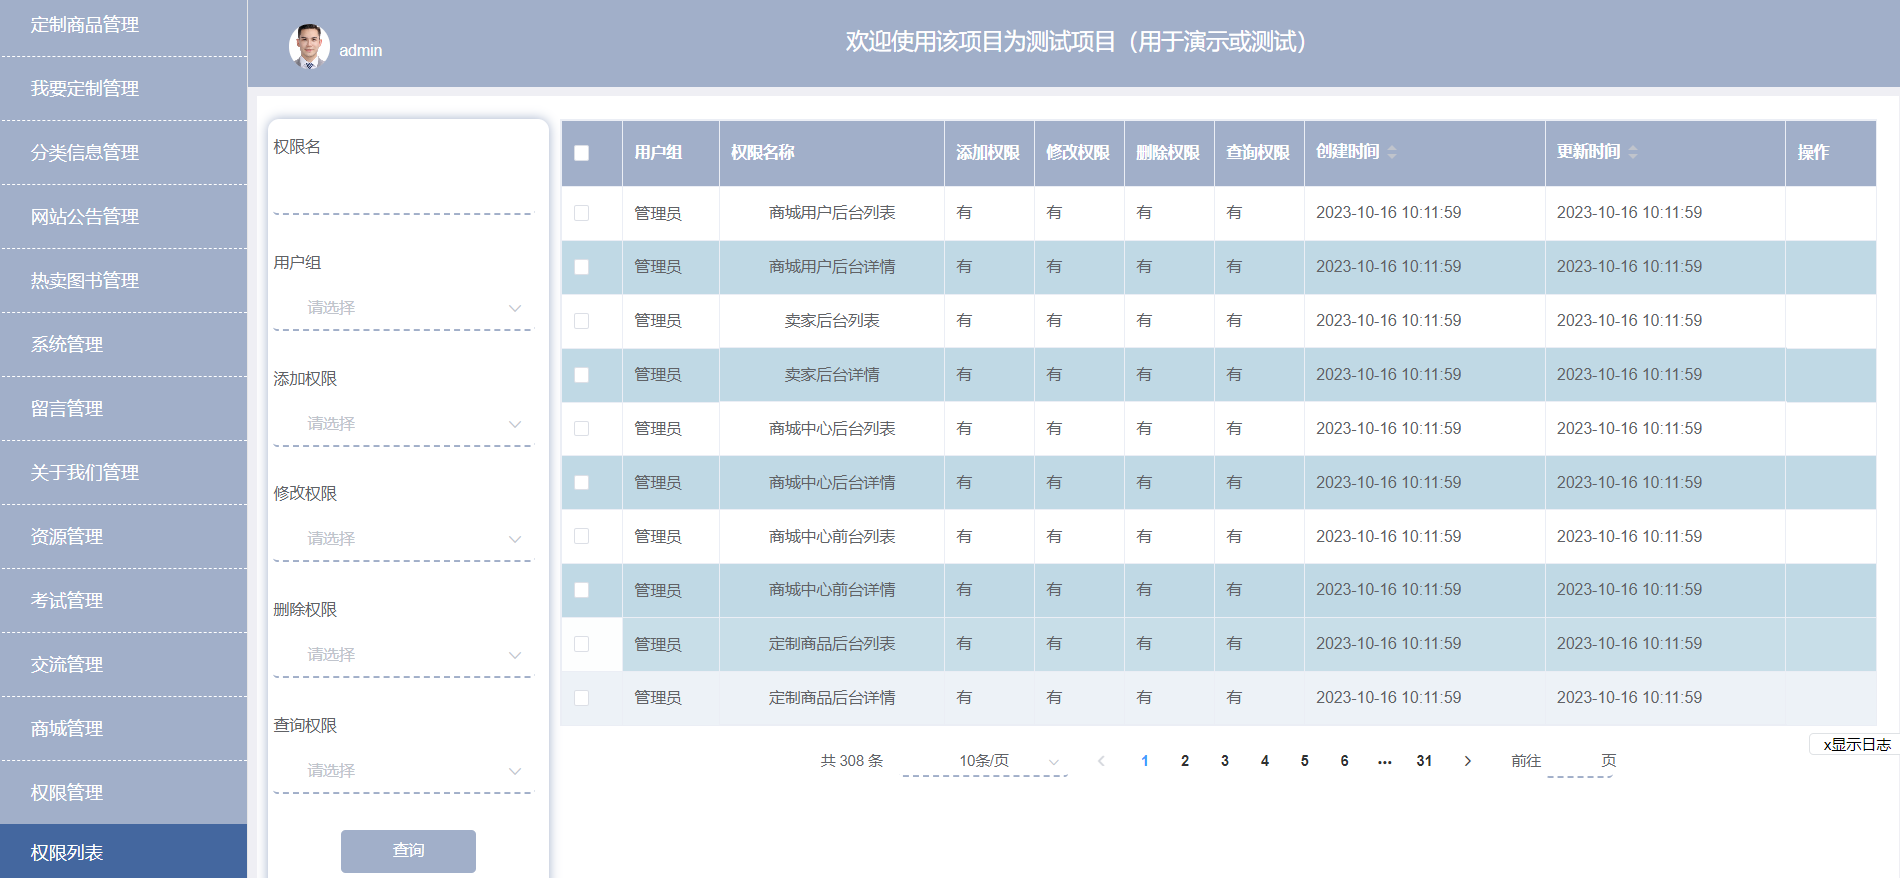 定制商品管理
我要定制管理
分类信息管理
网站公告管理
热卖图书管理
系统管理
留言管理
关于我们管理
资源管理
考试管理
交流管理
商城管理
权限管理
权限列表
admin
欢迎使用该项目为测试项目（用于演示或测试）
权限名
用户组
请选择
添加权限
请选择
修改权限
请选择
删除权限
请选择
查询权限
请选择
查询
用户组 权限名称 添加权限 修改权限 删除权限 查询权限 创建时间 更新时间 操作
管理员 商城用户后台列表 有 有 有 有 2023-10-16 10:11:59 2023-10-16 10:11:59
管理员 商城用户后台详情 有 有 有 有 2023-10-16 10:11:59 2023-10-16 10:11:59
管理员 卖家后台列表 有 有 有 有 2023-10-16 10:11:59 2023-10-16 10:11:59
管理员 卖家后台详情 有 有 有 有 2023-10-16 10:11:59 2023-10-16 10:11:59
管理员 商城中心后台列表 有 有 有 有 2023-10-16 10:11:59 2023-10-16 10:11:59
管理员 商城中心后台详情 有 有 有 有 2023-10-16 10:11:59 2023-10-16 10:11:59
管理员 商城中心前台列表 有 有 有 有 2023-10-16 10:11:59 2023-10-16 10:11:59
管理员 商城中心前台详情 有 有 有 有 2023-10-16 10:11:59 2023-10-16 10:11:59
管理员 定制商品后台列表 有 有 有 有 2023-10-16 10:11:59 2023-10-16 10:11:59
管理员 定制商品后台详情 有 有 有 有 2023-10-16 10:11:59 2023-10-16 10:11:59
x显示日志
共 308 条 10条/页 1 2 3 4 5 6 ••• 31 前往 页